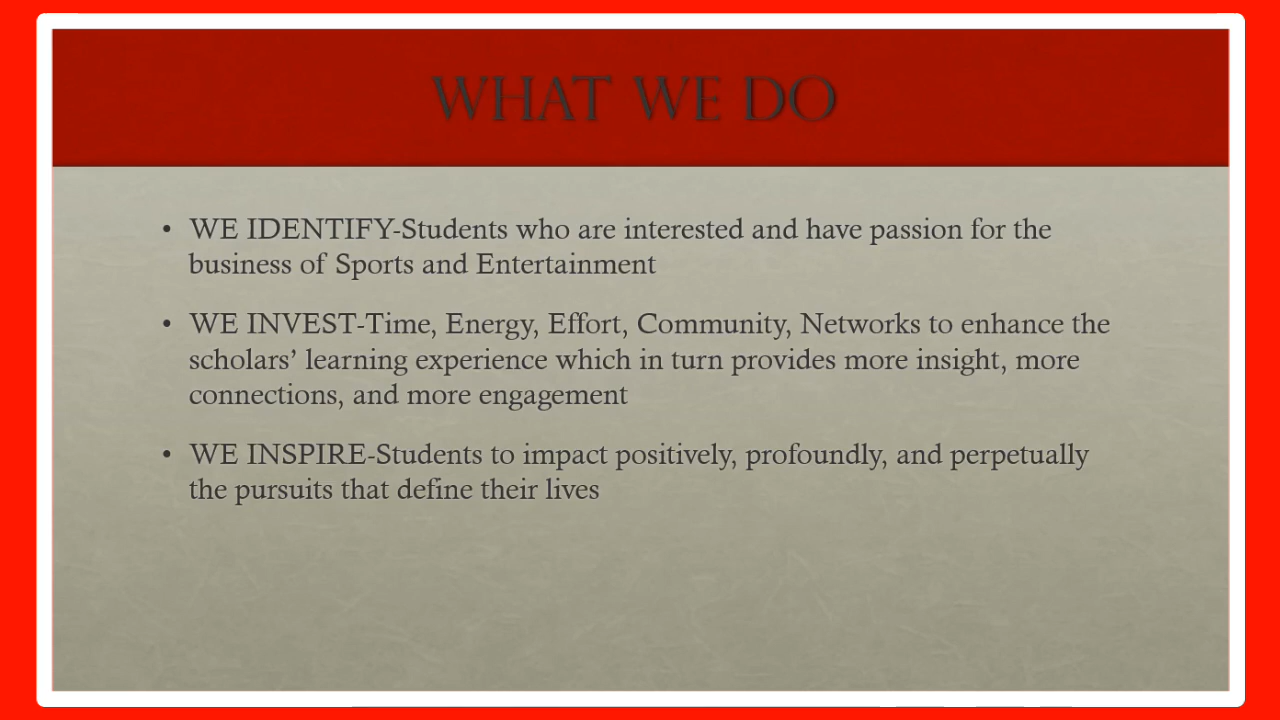 WHAT WE DO
• WE IDENTIFY-Students who are interested and have passion for the
business of Sports and Entertainment
• WE INVEST-Time, Energy, Effort, Community, Networks to enhance the
scholars’ learning experience which in turn provides more insight, more
connections, and more engagement
• WE INSPIRE-Students to impact positively, profoundly, and perpetually
the pursuits that define their lives